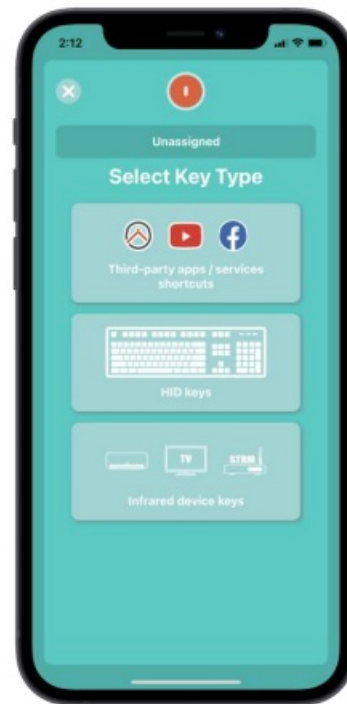 2:12
Unassigned
Select Key Type
Third-party apps / services
shortcuts
HID keys
TV
STRM
Infrared device keys